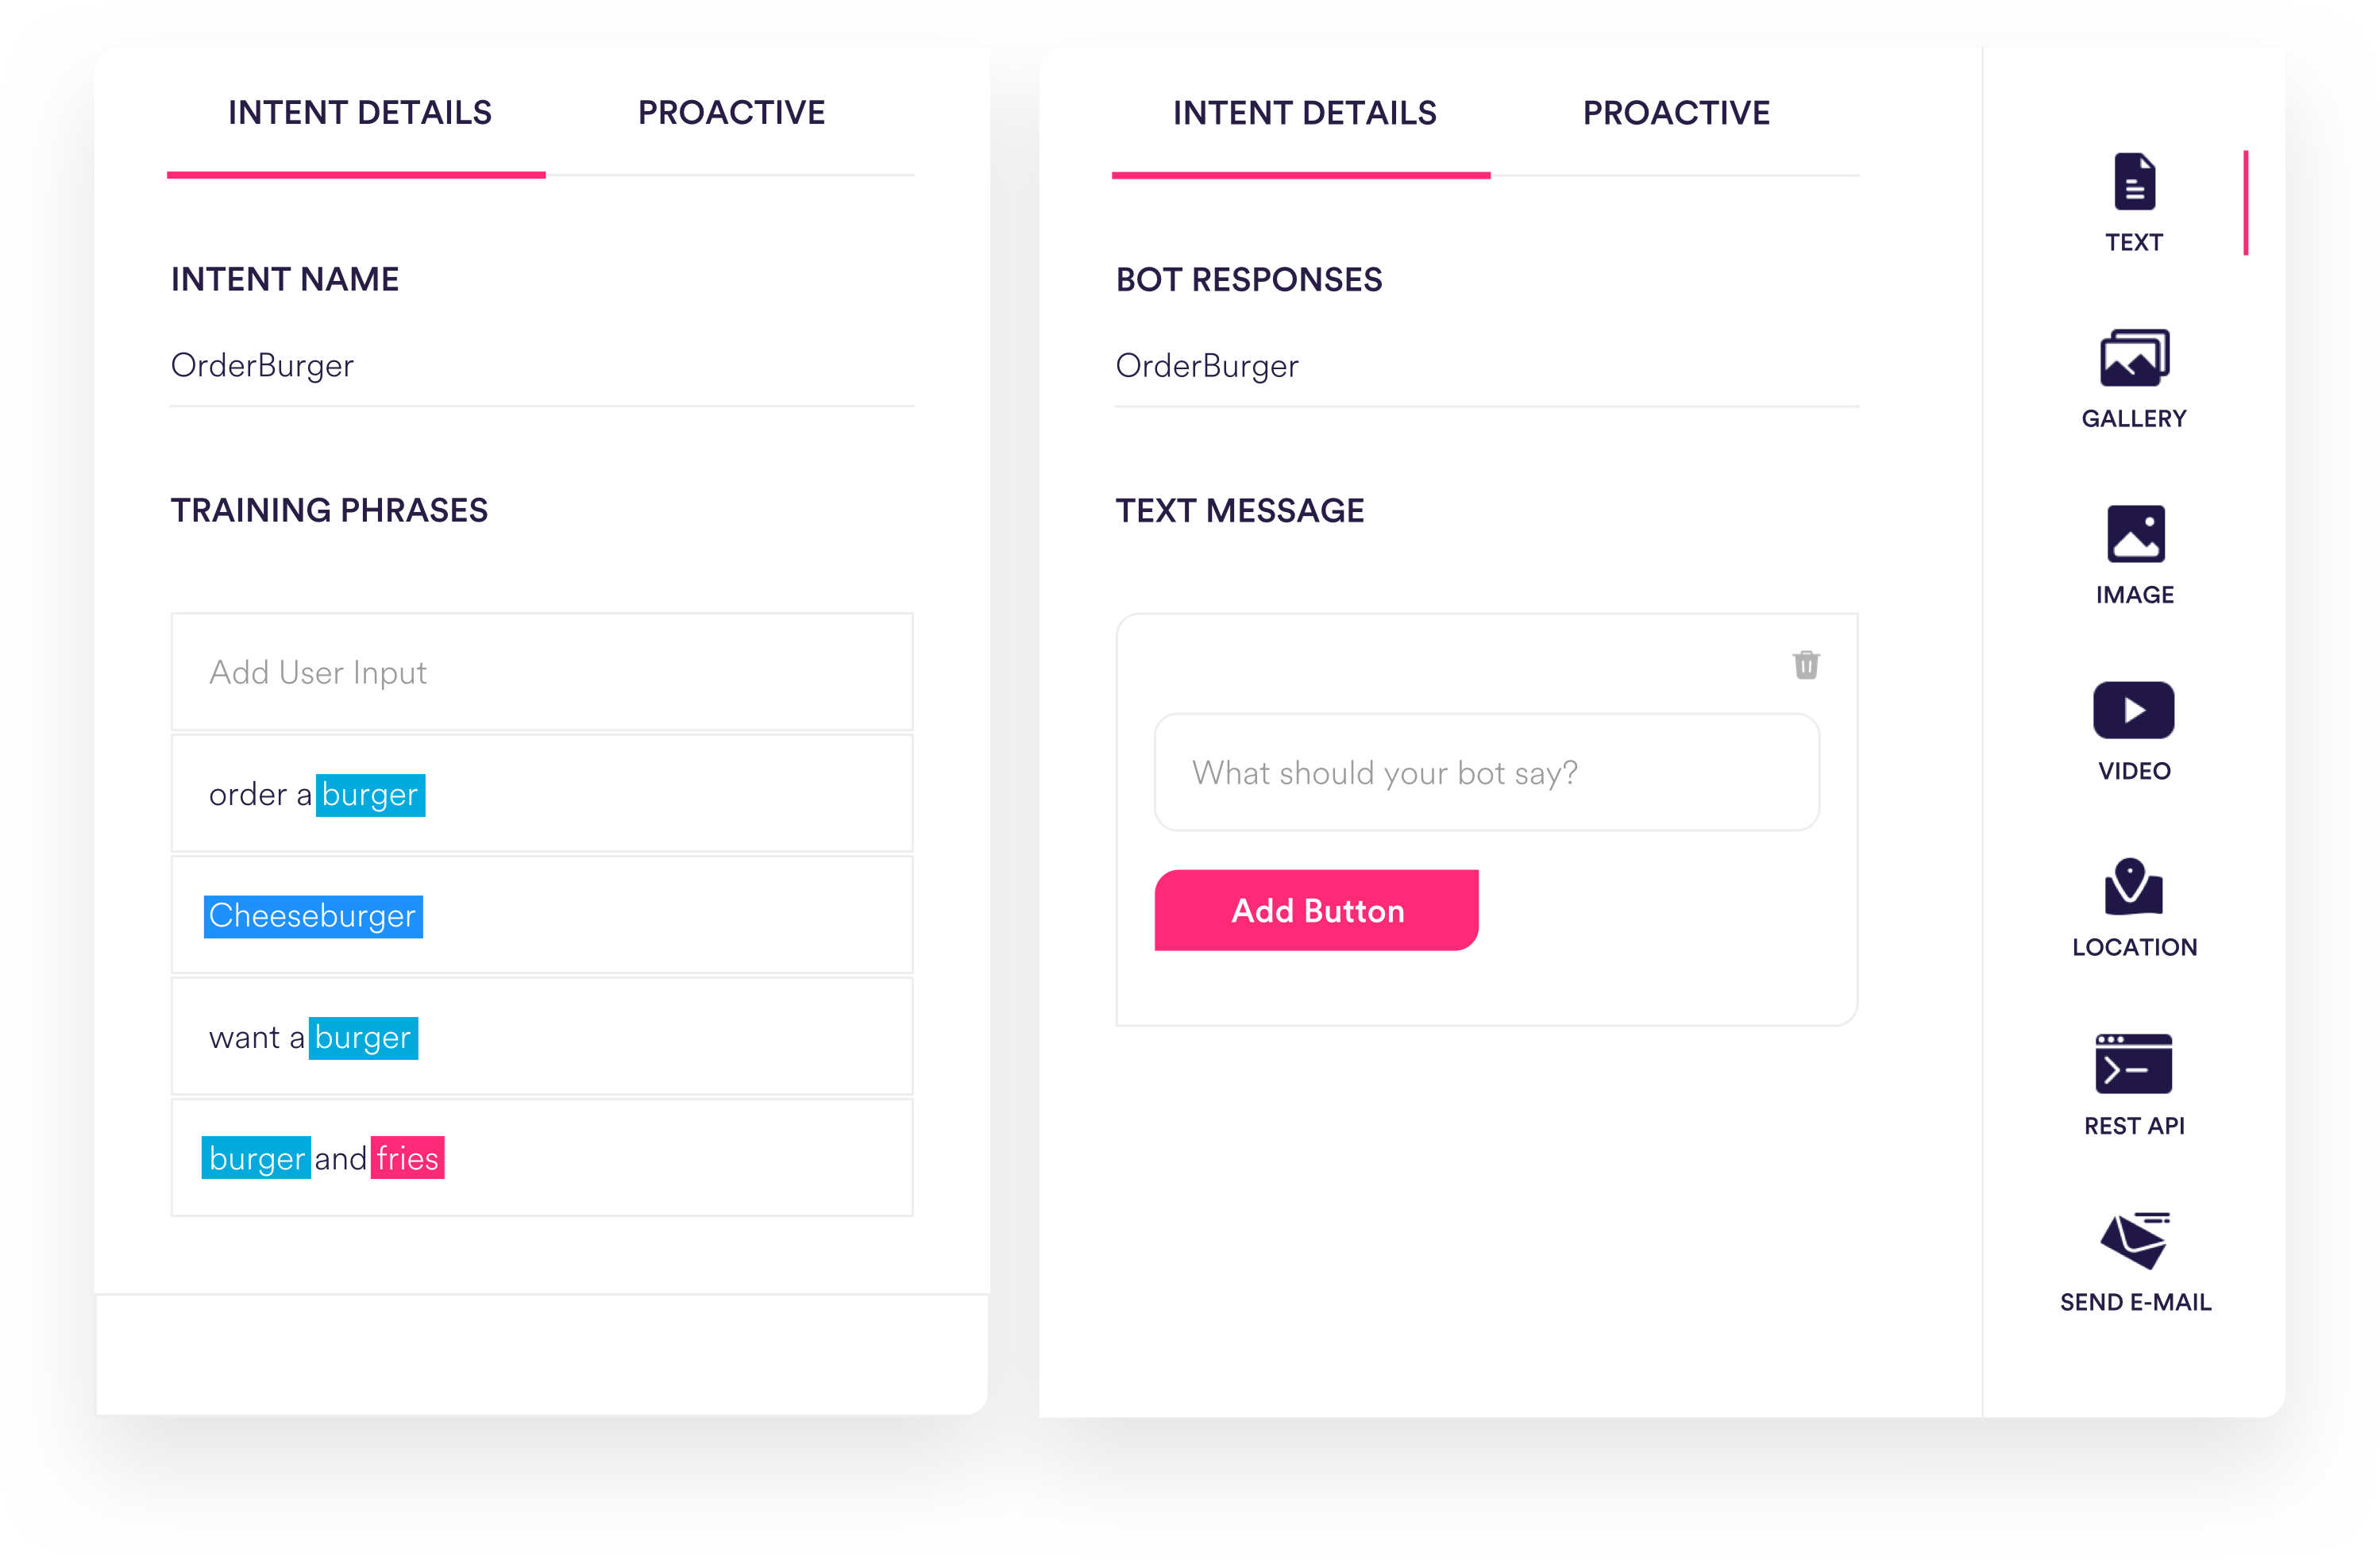 INTENT DETAILS PROACTIVE
INTENT NAME
OrderBurger
TRAINING PHRASES
Add User Input
order a burger
Cheeseburger
want a burger
burger and fries
INTENT DETAILS PROACTIVE
BOT RESPONSES
OrderBurger
TEXT MESSAGE
What should your bot say?
Add Button
TEXT
GALLERY
IMAGE
VIDEO
LOCATION
REST API
SEND E-MAIL